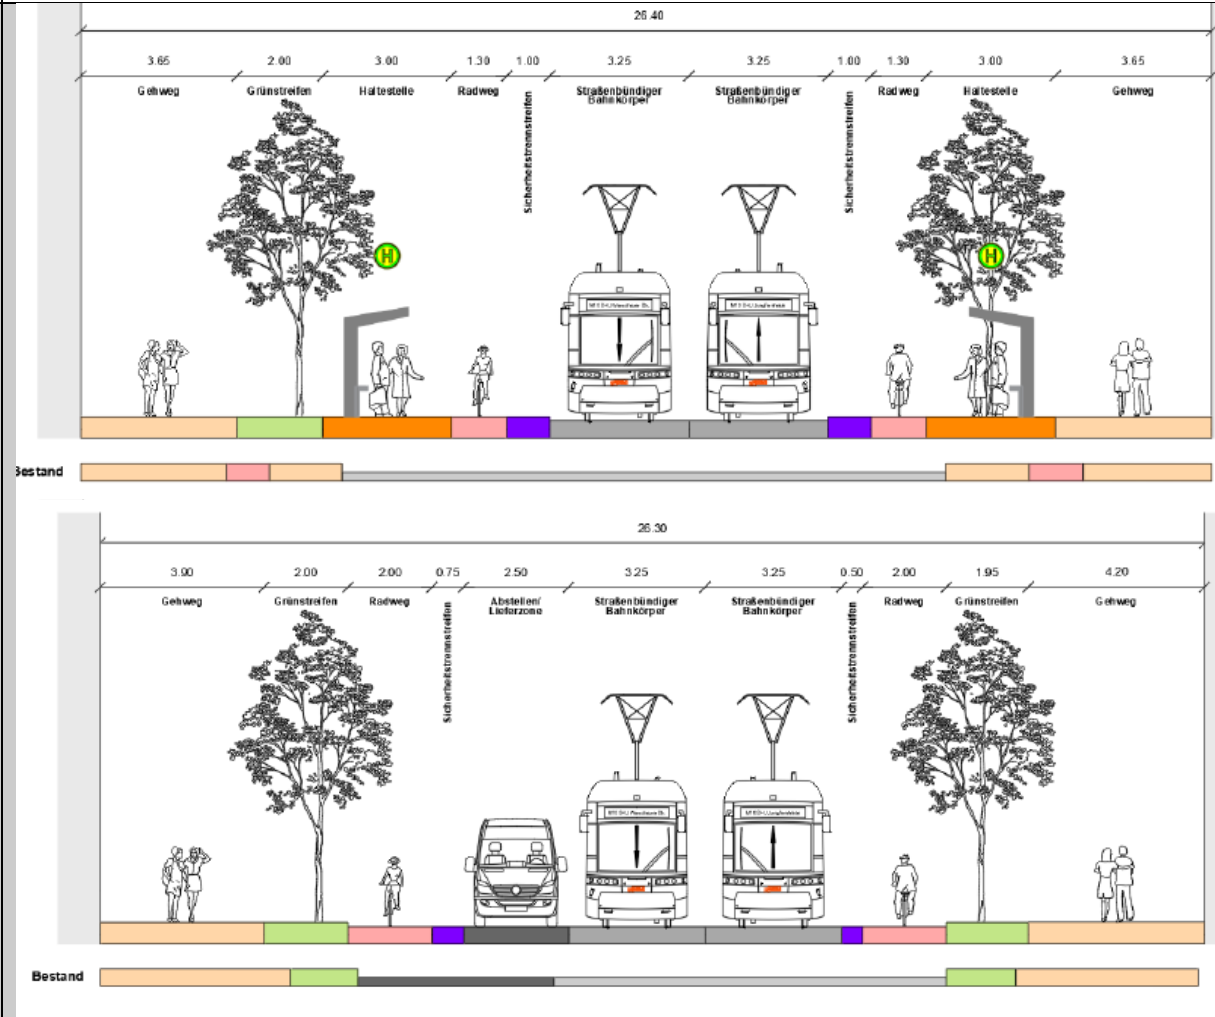 26.40
3.65 2.00 3.00 1.30 1.00 3.25 3.25 1.00 1.30 3.00 3.65
Gehweg Grünstreifen Haltestelle Radweg Sicherheitstrennstreifen Straßenbündiger Straßenbündiger Sicherheitstrennstreifen Radweg Haltestelle Gehweg
Bahnkörper Bahnkörper
H H
Bestand
26.30
3.90 2.00 2.00 0.75 2.50 3.25 3.25 0.50 2.00 1.95 4.20
Gehweg Grünstreifen Radweg Sicherheitstrennstreifen Abstellen/ Straßenbündiger Straßenbündiger Sicherheitstrennstreifen Radweg Grünstreifen Gehweg
Lieferzone Bahnkörper Bahnkörper
Bestand